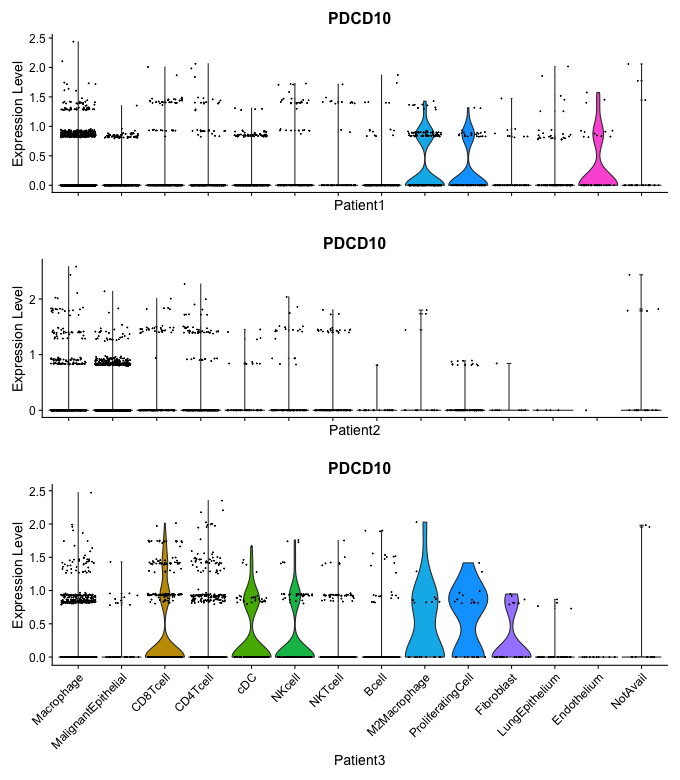 PDCD10
Expression Level
2.5
2.0
1.5
1.0
0.5
0.0
Patient1
PDCD10
Expression Level
2
1
0
Patient2
PDCD10
Expression Level
2.5
2.0
1.5
1.0
0.5
0.0
Macrophage
MalignantEpithelial
CD8Tcell
CD4Tcell
cDC
NKcell
NKTcell
Bcell
M2Macrophage
ProliferatingCell
Fibroblast
LungEpithelium
Endothelium
NotAvail
Patient3